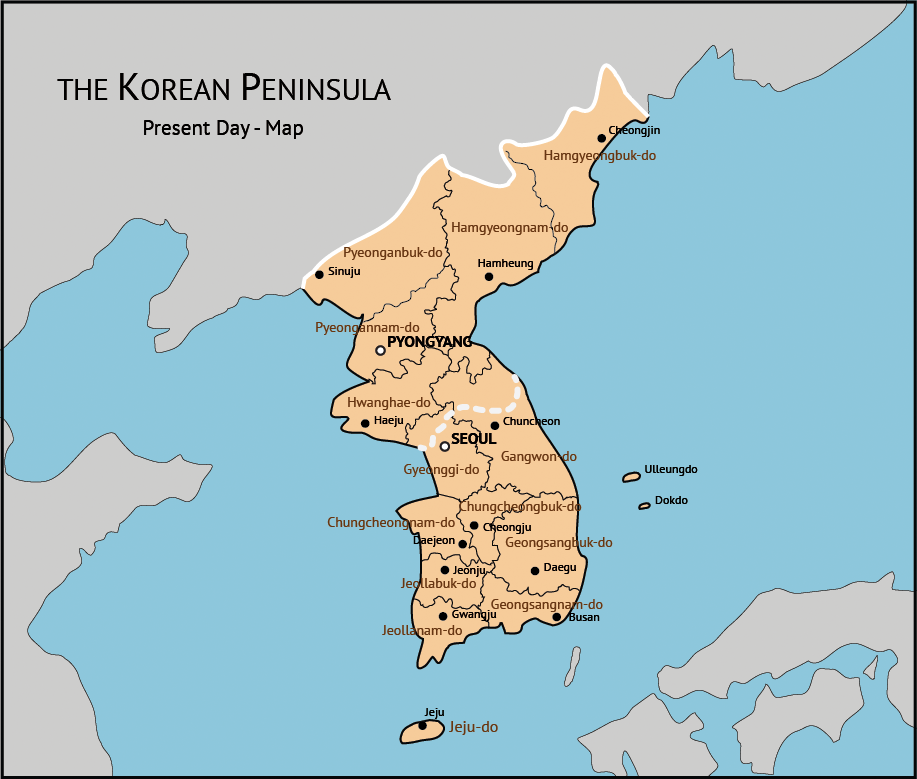 THE KOREAN PENINSULA
Present Day - Map
Cheongjin
Hamgyeongbuk-do
Hamgyeongnam-do
Pyeonganbuk-do
Hamheung
Sinuju
Pyeongannam-do
PYONGYANG
Hwanghae-do
Haeju
Chuncheon
SEOUL
Gangwon-do
Gyeonggi-do
Ulleungdo
Dokdo
Chungcheongbuk-do
Chungcheongnam-do
Cheongju
Daejeon
Geongsangbuk-do
Jeonju
Daegu
Jeollabuk-do
Geongsangnam-do
Gwangju
Busan
Jeollanam-do
Jeju
Jeju-do